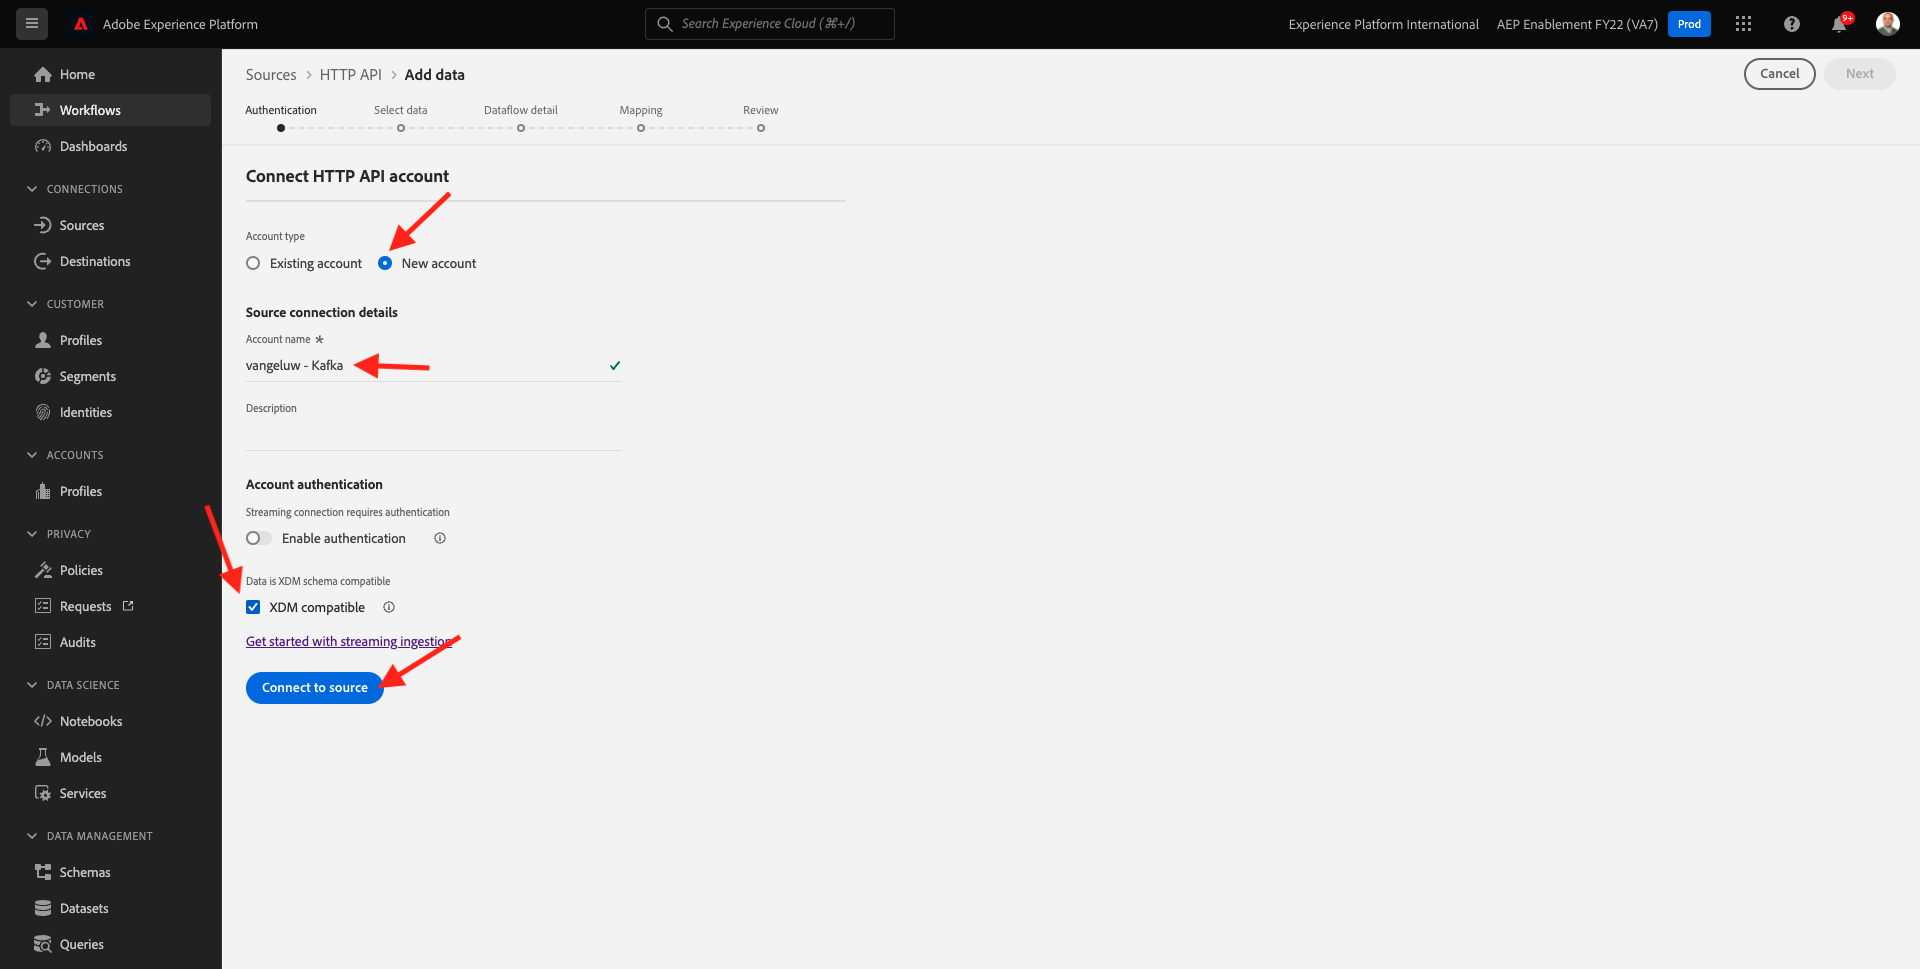 Adobe Experience Platform
Search Experience Cloud (⌘+/)
Experience Platform International
AEP Enablement FY22 (VA7)
Prod
9+
Home
Workflows
Dashboards
CONNECTIONS
Sources
Destinations
CUSTOMER
Profiles
Segments
Identities
ACCOUNTS
Profiles
PRIVACY
Policies
Requests
Audits
DATA SCIENCE
Notebooks
Models
Services
DATA MANAGEMENT
Schemas
Datasets
Queries
Sources > HTTP API > Add data
Cancel
Next
Authentication
Select data
Dataflow detail
Mapping
Review
Connect HTTP API account
Account type
Existing account
New account
Source connection details
Account name *
vangeluw - Kafka
Description
Account authentication
Streaming connection requires authentication
Enable authentication
Data is XDM schema compatible
XDM compatible
Get started with streaming ingestion
Connect to source